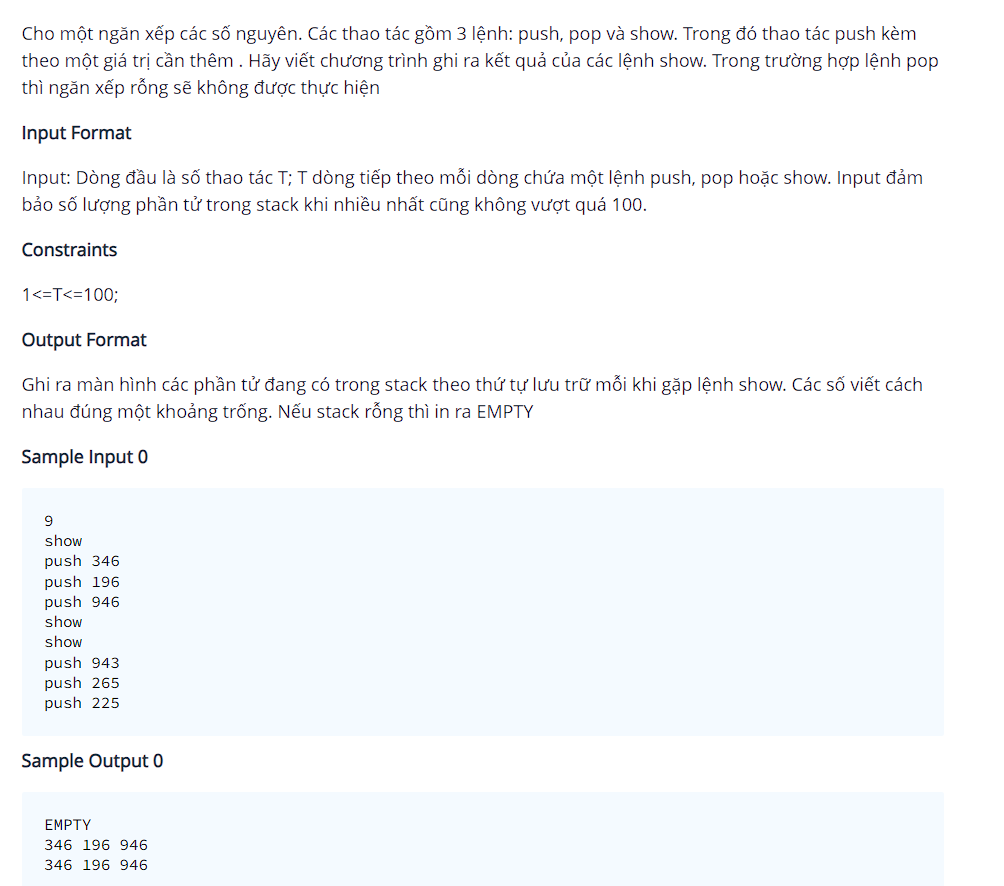 Cho một ngăn xếp các số nguyên. Các thao tác gồm 3 lệnh: push, pop và show. Trong đó thao tác push kèm
theo một giá trị cần thêm . Hãy viết chương trình ghi ra kết quả của các lệnh show. Trong trường hợp lệnh pop
thì ngăn xếp rỗng sẽ không được thực hiện
Input Format
Input: Dòng đầu là số thao tác T; T dòng tiếp theo mỗi dòng chứa một lệnh push, pop hoặc show. Input đảm
bảo số lượng phần tử trong stack khi nhiều nhất cũng không vượt quá 100.
Constraints
1<=T<=100;
Output Format
Ghi ra màn hình các phần tử đang có trong stack theo thứ tự lưu trữ mỗi khi gặp lệnh show. Các số viết cách
nhau đúng một khoảng trống. Nếu stack rỗng thì in ra EMPTY
Sample Input 0
9
show
push 346
push 196
push 946
show
show
push 943
push 265
push 225
Sample Output 0
EMPTY
346 196 946
346 196 946